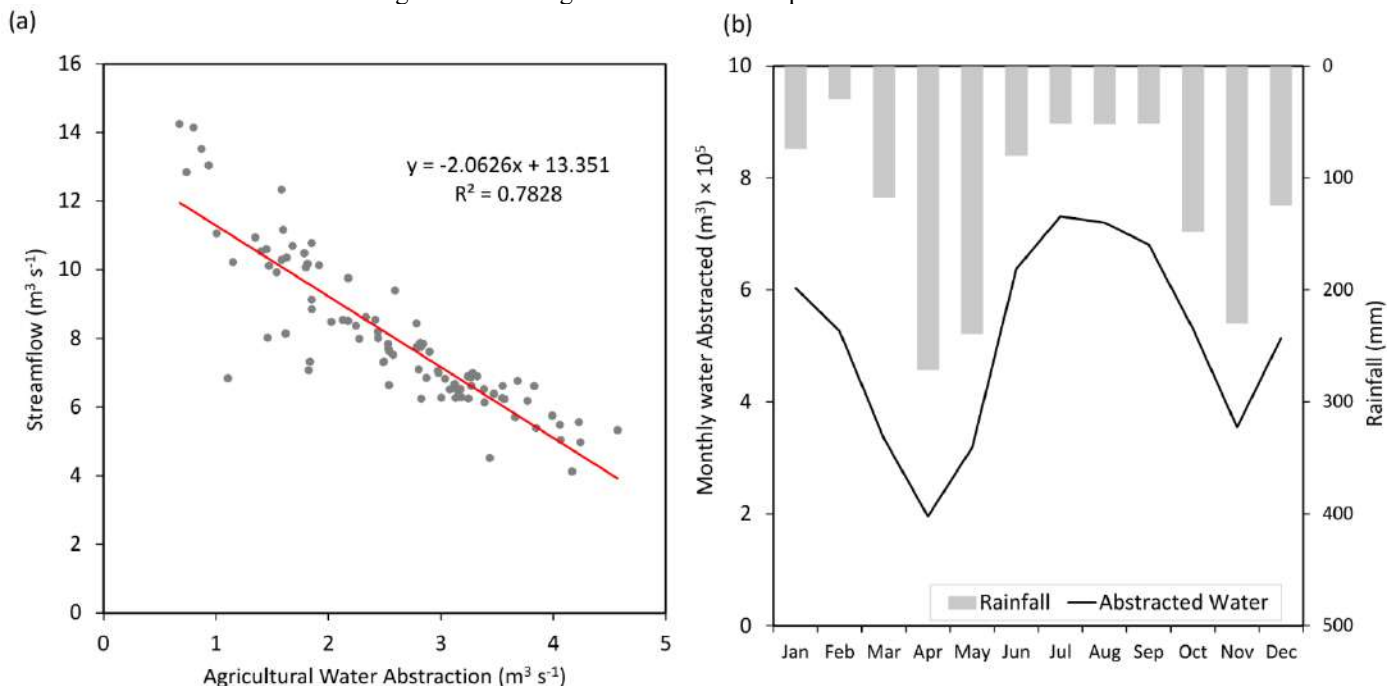 (a)
y = -2.0626x + 13.351
R² = 0.7828
Streamflow (m³ s⁻¹)
16
14
12
10
8
6
4
2
0
0 1 2 3 4 5
Agricultural Water Abstraction (m³ s⁻¹)
(b)
Monthly water Abstracted (m³) × 10⁵
10
8
6
4
2
0
Rainfall (mm)
0
100
200
300
400
500
Rainfall Abstracted Water
Jan Feb Mar Apr May Jun Jul Aug Sep Oct Nov Dec